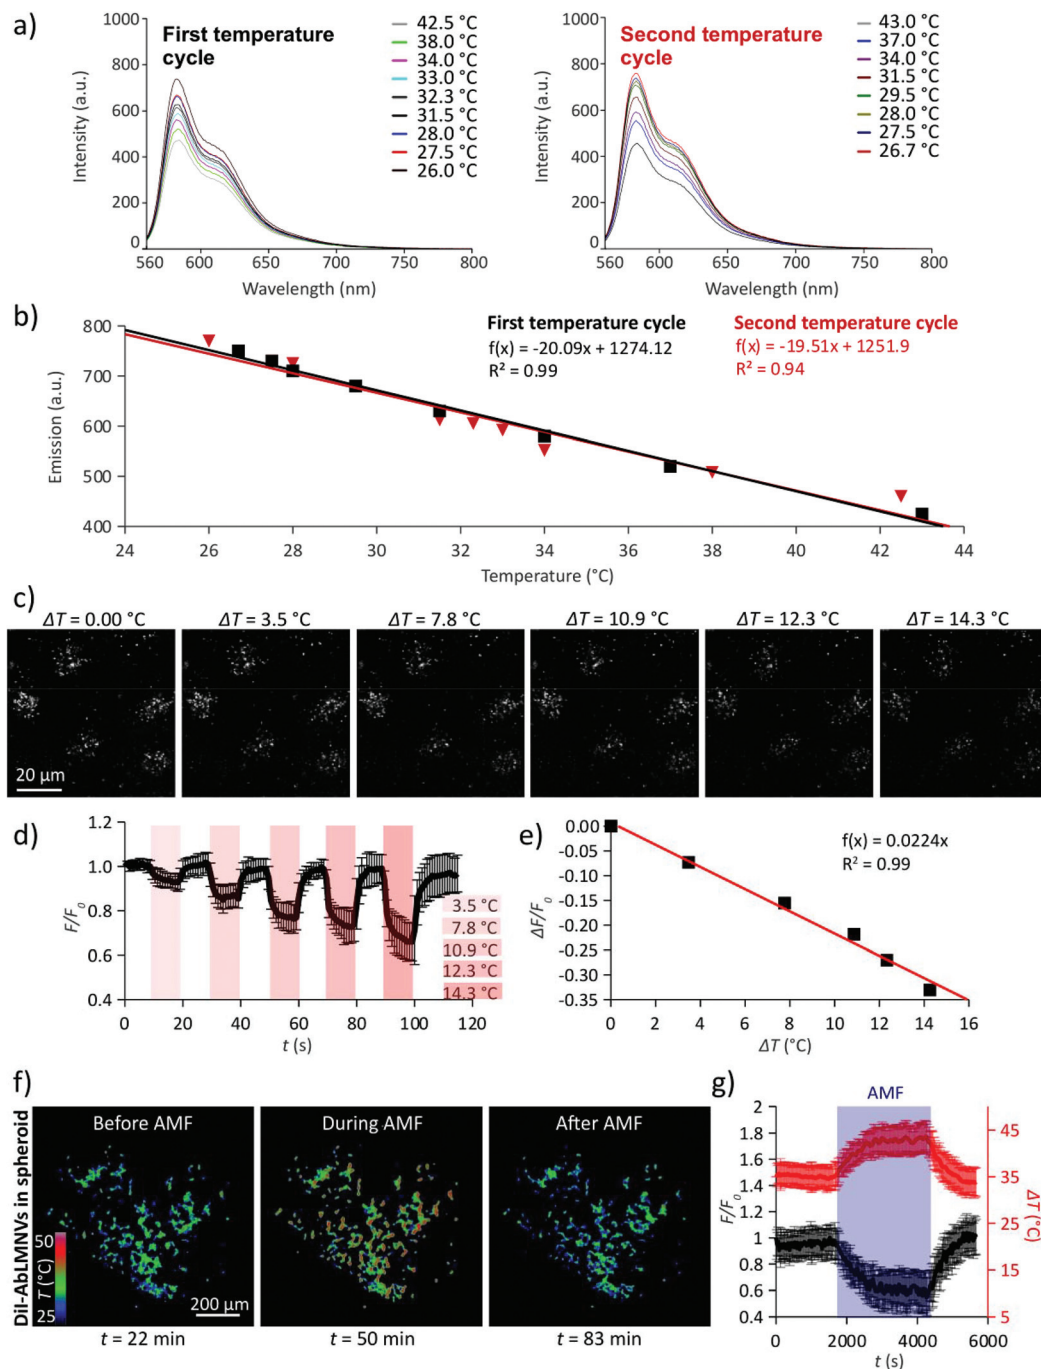 a)
First temperature
cycle
42.5 °C
38.0 °C
34.0 °C
33.0 °C
32.3 °C
31.5 °C
28.0 °C
27.5 °C
26.0 °C
Intensity (a.u.)
1000
800
600
400
200
0
560 600 650 700 750 800
Wavelength (nm)
Second temperature
cycle
43.0 °C
37.0 °C
34.0 °C
31.5 °C
29.5 °C
28.0 °C
27.5 °C
26.7 °C
Intensity (a.u.)
1000
800
600
400
200
0
560 600 650 700 750 800
Wavelength (nm)
b)
First temperature cycle
f(x) = -20.09x + 1274.12
R² = 0.99
Second temperature cycle
f(x) = -19.51x + 1251.9
R² = 0.94
Emission (a.u.)
800
700
600
500
400
24 26 28 30 32 34 36 38 40 42 44
Temperature (°C)
c)
ΔT = 0.00 °C ΔT = 3.5 °C ΔT = 7.8 °C ΔT = 10.9 °C ΔT = 12.3 °C ΔT = 14.3 °C
20 µm
d)
F/F₀
1.2
1.0
0.8
0.6
0.4
3.5 °C
7.8 °C
10.9 °C
12.3 °C
14.3 °C
0 20 40 60 80 100 120
t (s)
e)
f(x) = 0.0224x
R² = 0.99
ΔF/F₀
0.00
-0.05
-0.10
-0.15
-0.20
-0.25
-0.30
-0.35
0 2 4 6 8 10 12 14 16
ΔT (°C)
f)
DiI-AbLMNVs in spheroid
Before AMF During AMF After AMF
50
T (°C)
25
200 µm
t = 22 min t = 50 min t = 83 min
g)
AMF
F/F₀
2
1.8
1.6
1.4
1.2
1
0.8
0.6
0.4
45
35
25
15
5
ΔT (°C)
0 2000 4000 6000
t (s)